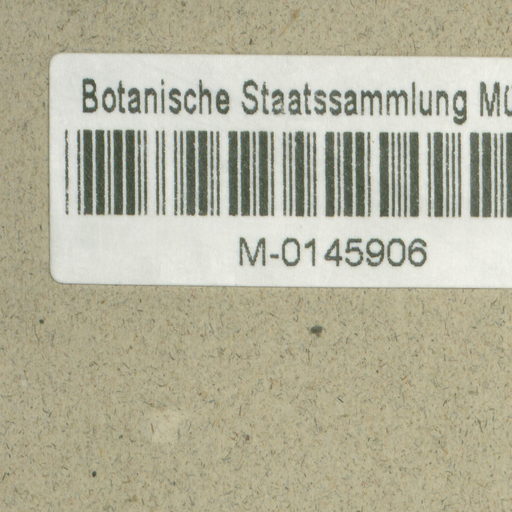 Botanische Staatssammlung Mü
M-0145906